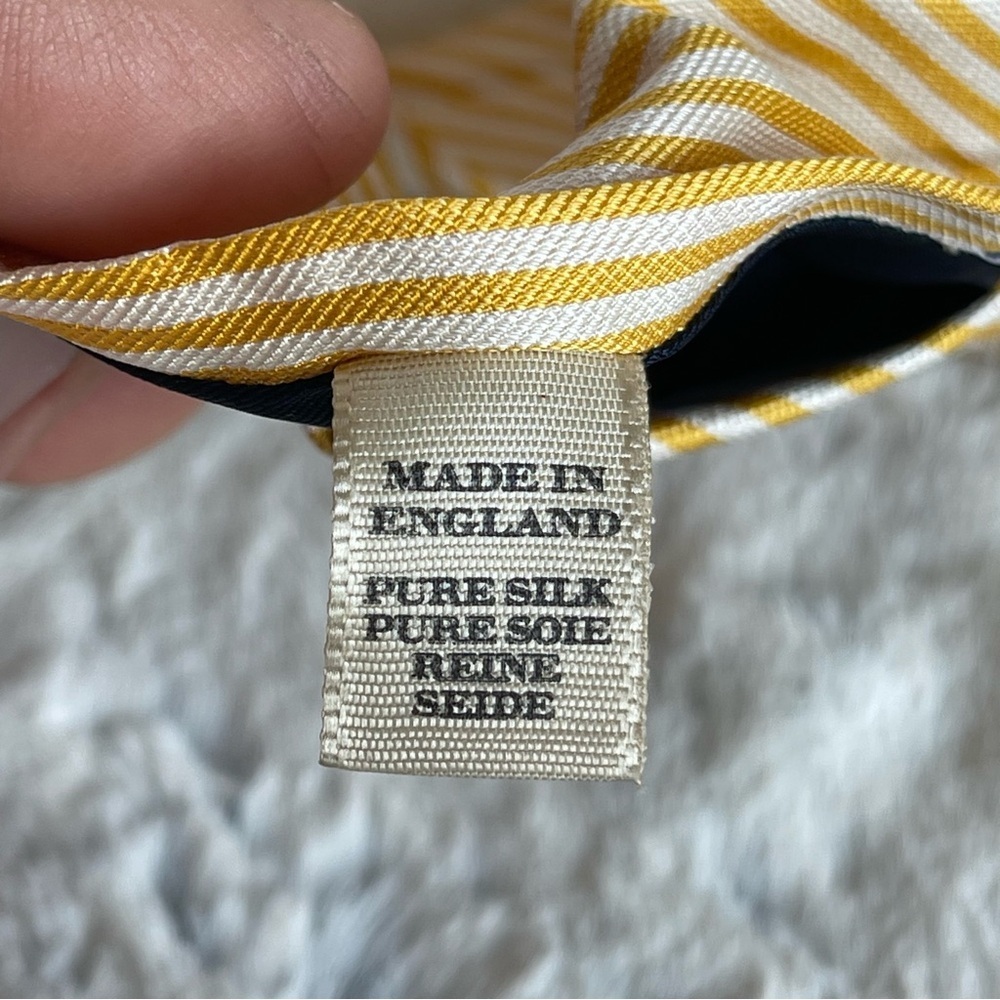 MADE IN
ENGLAND
PURE SILK
PURE SOIE
REINE
SEIDE